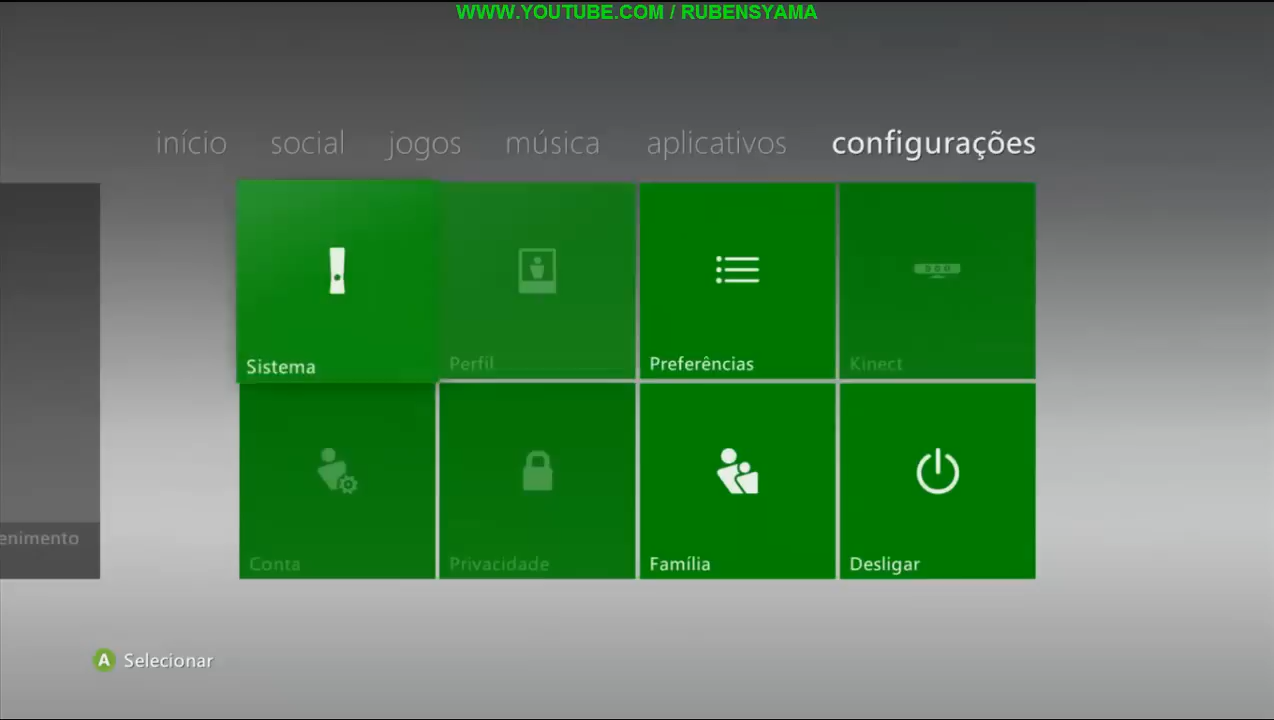 WWW.YOUTUBE.COM / RUBENSYAMA
início social jogos música aplicativos configurações
Sistema Perfil Preferências Kinect
enimento
Conta Privacidade Família Desligar
A Selecionar